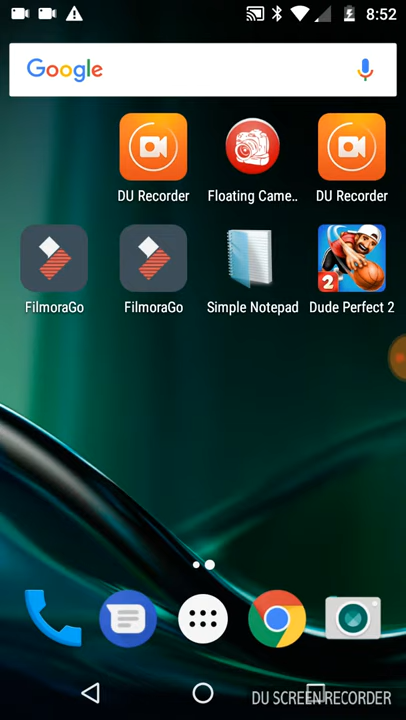 8:52
Google
DU Recorder
Floating Came..
DU Recorder
FilmoraGo
FilmoraGo
Simple Notepad
2
Dude Perfect 2
DU SCREEN RECORDER